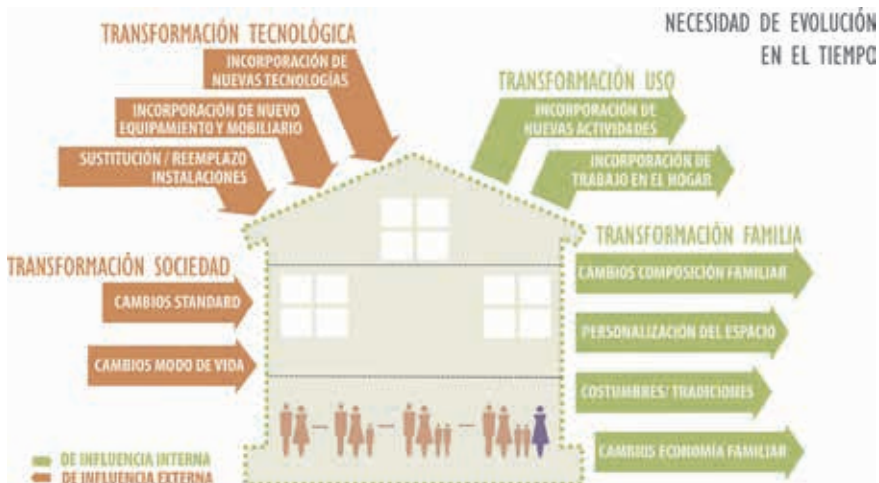 NECESIDAD DE EVOLUCIÓN
EN EL TIEMPO
TRANSFORMACIÓN TECNOLÓGICA
INCORPORACIÓN DE
NUEVAS TECNOLOGÍAS
INCORPORACIÓN DE NUEVO
EQUIPAMIENTO Y MOBILIARIO
SUSTITUCIÓN / REEMPLAZO
INSTALACIONES
TRANSFORMACIÓN USO
INCORPORACIÓN DE
NUEVAS ACTIVIDADES
INCORPORACIÓN DE
TRABAJO EN EL HOGAR
TRANSFORMACIÓN SOCIEDAD
CAMBIOS STANDARD
CAMBIOS MODO DE VIDA
TRANSFORMACIÓN FAMILIA
CAMBIOS COMPOSICIÓN FAMILIAR
PERSONALIZACIÓN DEL ESPACIO
COSTUMBRES/ TRADICIONES
CAMBIOS ECONOMÍA FAMILIAR
DE INFLUENCIA INTERNA
DE INFLUENCIA EXTERNA